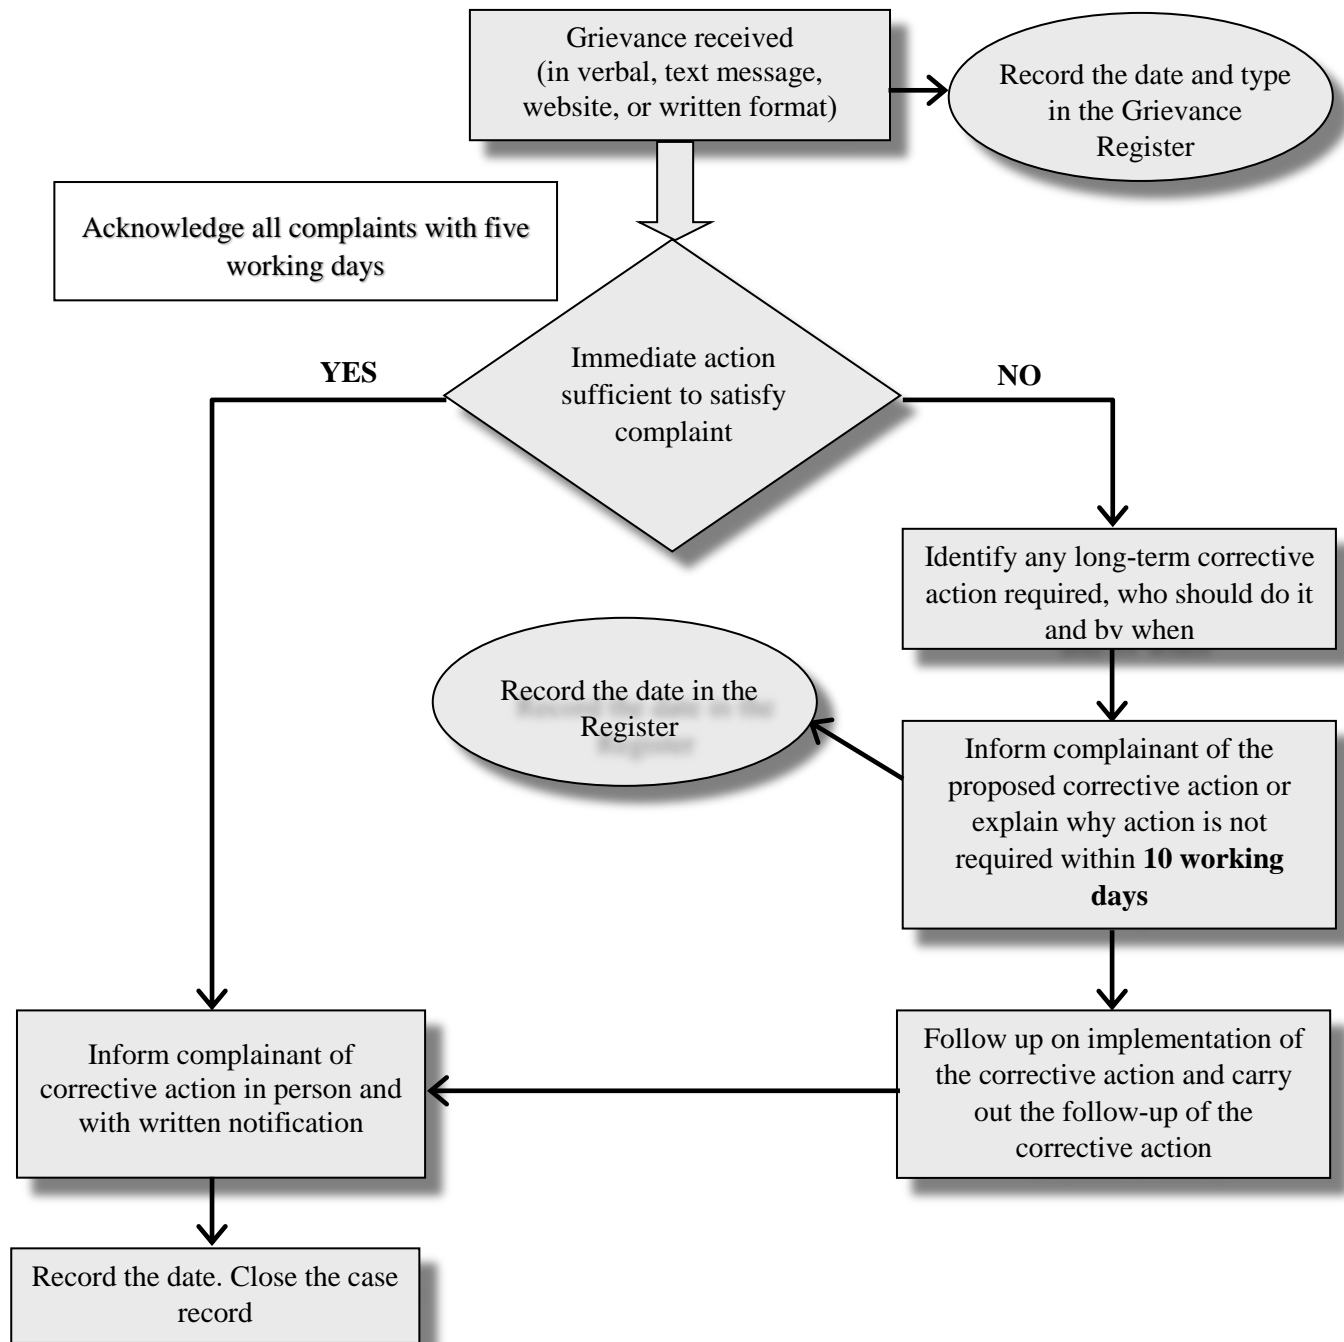 Grievance received
(in verbal, text message,
website, or written format)
Record the date and type
in the Grievance
Register
Acknowledge all complaints with five
working days
Immediate action
sufficient to satisfy
complaint
YES
NO
Identify any long-term corrective
action required, who should do it
and by when
Record the date in the
Register
Inform complainant of the
proposed corrective action or
explain why action is not
required within 10 working
days
Inform complainant of
corrective action in person and
with written notification
Follow up on implementation of
the corrective action and carry
out the follow-up of the
corrective action
Record the date. Close the case
record